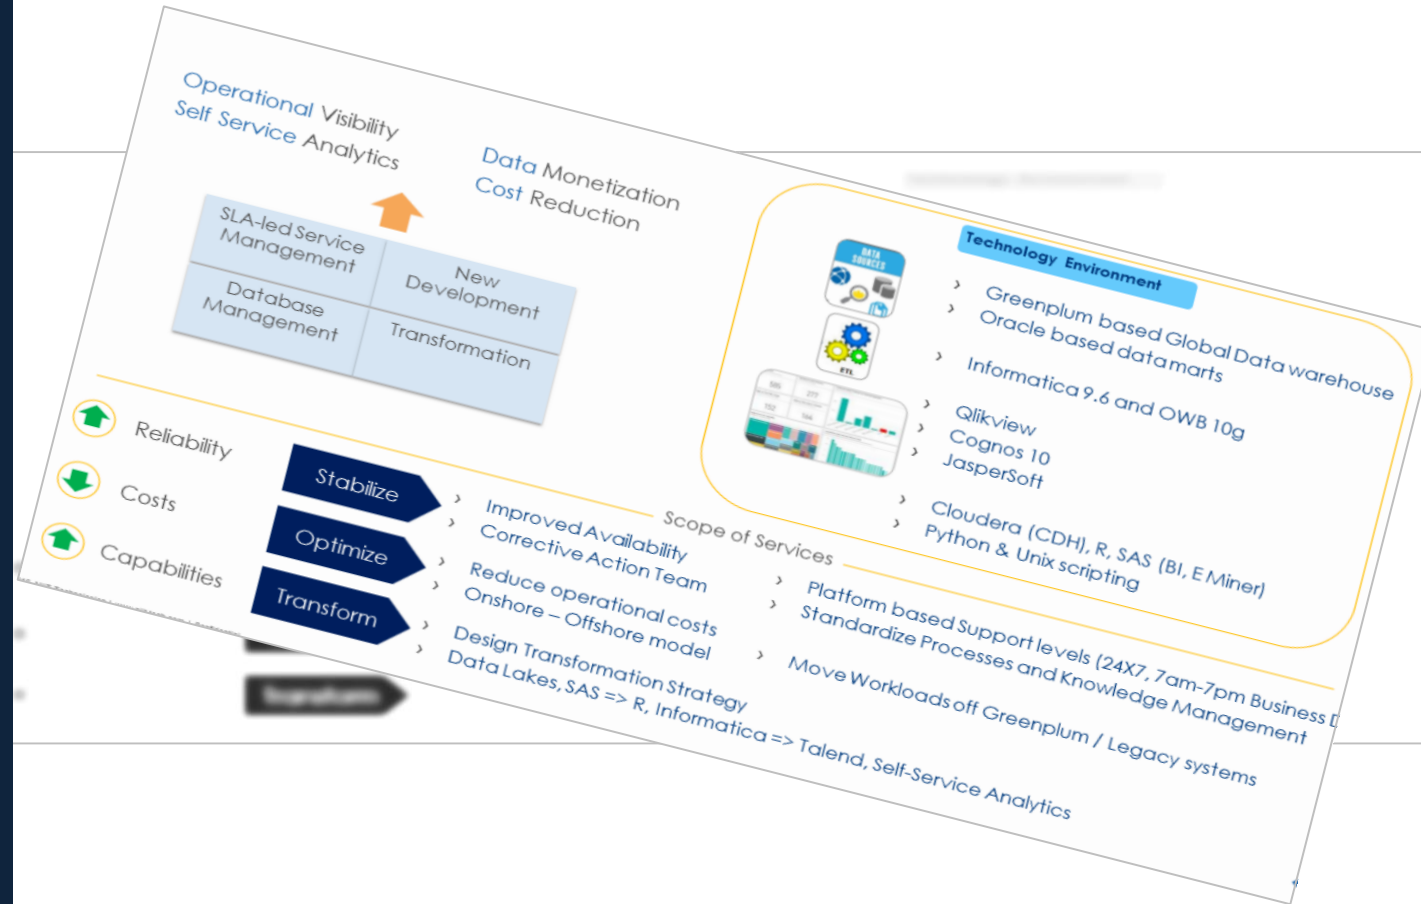 Operational Visibility
Self Service Analytics
Data Monetization
Cost Reduction
SLA-led Service
Management
New
Development
Database
Management
Transformation
Technology Environment
DATA
SOURCES
ETL
› Greenplum based Global Data warehouse
› Oracle based datamarts
› Informatica 9.6 and OWB 10g
› Qlikview
› Cognos 10
› JasperSoft
› Cloudera (CDH), R, SAS (BI, E Miner)
› Python & Unix scripting
Reliability
Costs
Capabilities
Scope of Services
Stabilize
› Improved Availability
› Corrective Action Team
Optimize
› Reduce operational costs
› Onshore – Offshore model
Transform
› Design Transformation Strategy
› Data Lakes, SAS => R, Informatica => Talend, Self-Service Analytics
› Platform based Support levels (24X7, 7am-7pm Business
› Standardize Processes and Knowledge Management
› Move Workloads off Greenplum / Legacy systems